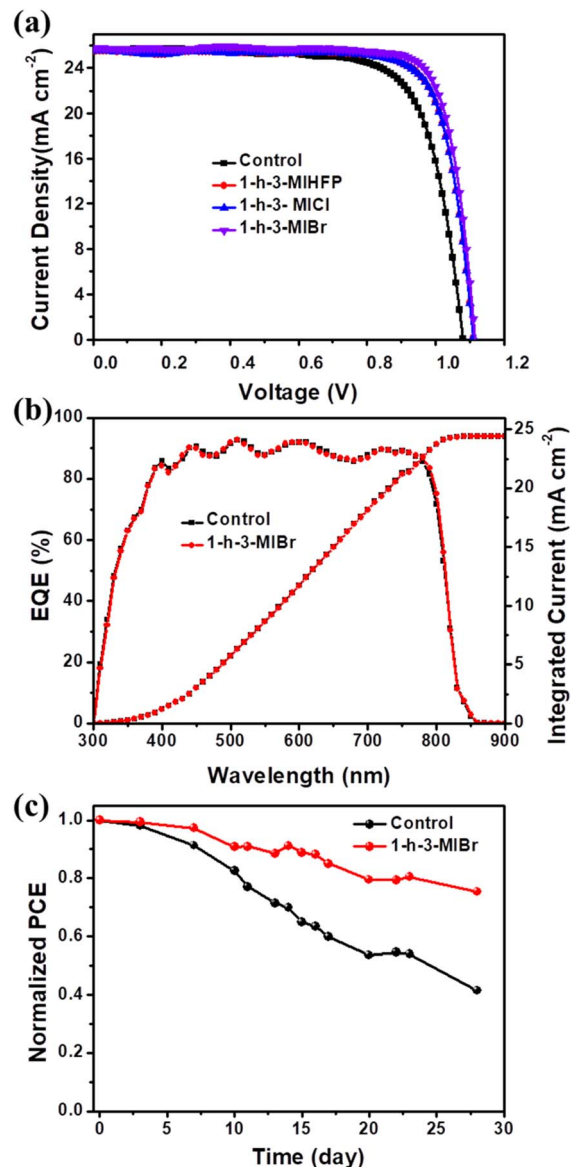 (a)
Current Density(mA cm⁻²)
24
20
16
12
8
4
0
Control
1-h-3-MIHFP
1-h-3- MICl
1-h-3-MIBr
0.0 0.2 0.4 0.6 0.8 1.0 1.2
Voltage (V)
(b)
EQE (%)
100
80
60
40
20
0
Control
1-h-3-MIBr
25
20
15
10
5
0
Integrated Current (mA cm⁻²)
300 400 500 600 700 800 900
Wavelength (nm)
(c)
Normalized PCE
1.0
0.8
0.6
0.4
0.2
0.0
Control
1-h-3-MIBr
0 5 10 15 20 25 30
Time (day)